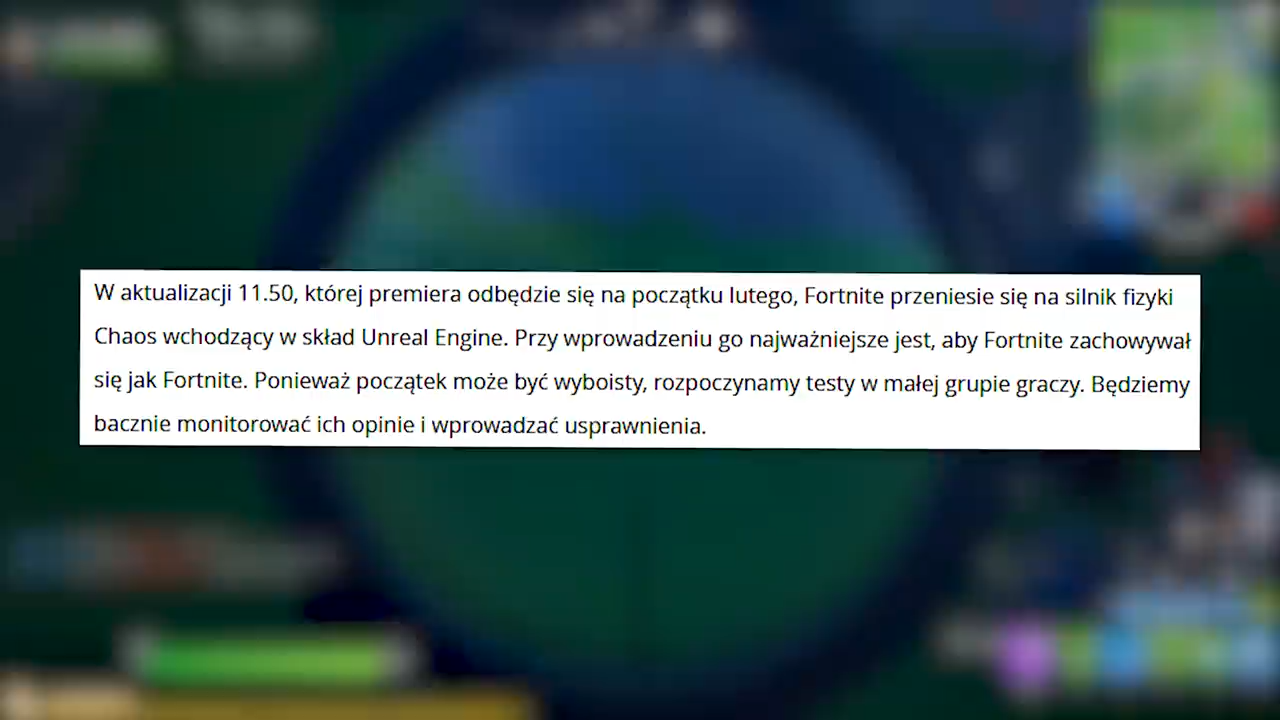 W aktualizacji 11.50, której premiera odbędzie się na początku lutego, Fortnite przeniesie się na silnik fizyki
Chaos wchodzący w skład Unreal Engine. Przy wprowadzeniu go najważniejsze jest, aby Fortnite zachowywał
się jak Fortnite. Ponieważ początek może być wyboisty, rozpoczynamy testy w małej grupie graczy. Będziemy
bacznie monitorować ich opinie i wprowadzać usprawnienia.